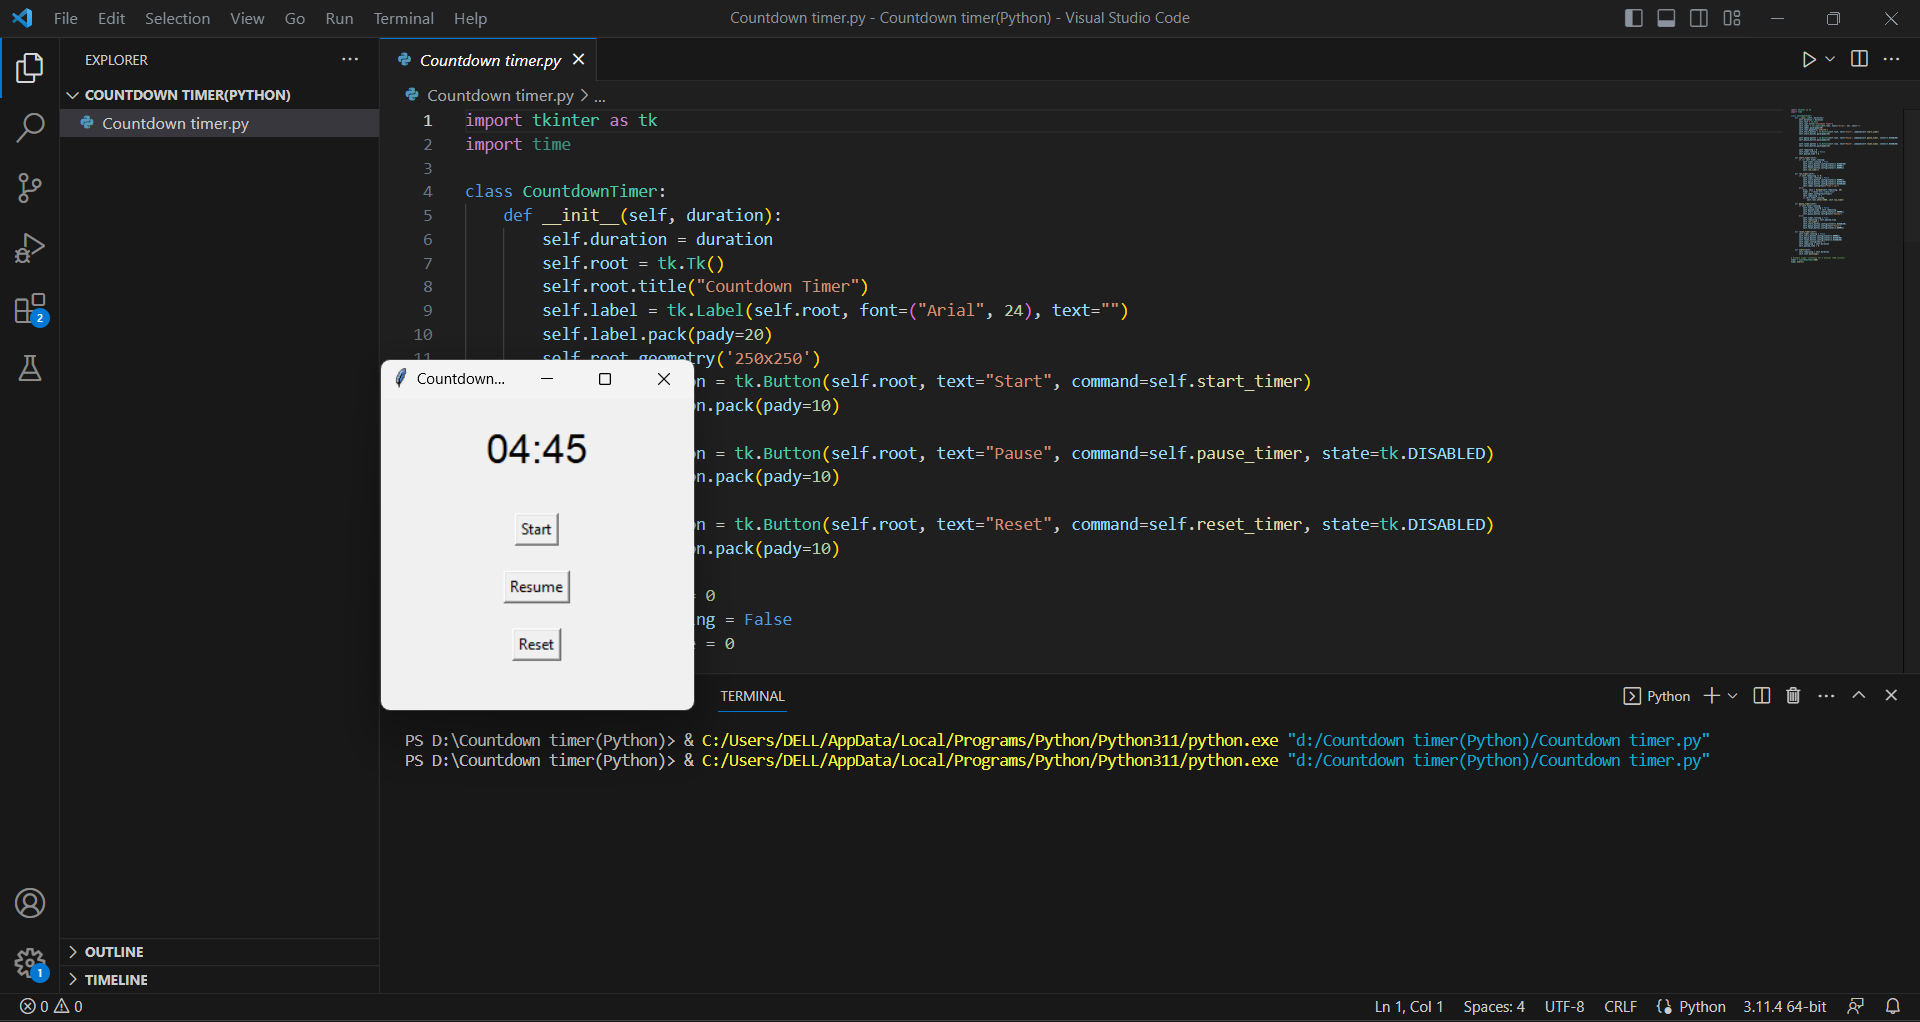 File Edit Selection View Go Run Terminal Help
Countdown timer.py - Countdown timer(Python) - Visual Studio Code
EXPLORER
COUNTDOWN TIMER(PYTHON)
Countdown timer.py
2
OUTLINE
TIMELINE
1
Countdown timer.py
Countdown timer.py > ...
1 import tkinter as tk
2 import time
3
4 class CountdownTimer:
5 def __init__(self, duration):
6 self.duration = duration
7 self.root = tk.Tk()
8 self.root.title("Countdown Timer")
9 self.label = tk.Label(self.root, font=("Arial", 24), text="")
10 self.label.pack(pady=20)
11 self.root.geometry('250x250')
n = tk.Button(self.root, text="Start", command=self.start_timer)
n.pack(pady=10)
n = tk.Button(self.root, text="Pause", command=self.pause_timer, state=tk.DISABLED)
n.pack(pady=10)
n = tk.Button(self.root, text="Reset", command=self.reset_timer, state=tk.DISABLED)
n.pack(pady=10)
= 0
ng = False
= 0
Countdown...
04:45
Start
Resume
Reset
TERMINAL
Python
PS D:\Countdown timer(Python)> & C:/Users/DELL/AppData/Local/Programs/Python/Python311/python.exe "d:/Countdown timer(Python)/Countdown timer.py"
PS D:\Countdown timer(Python)> & C:/Users/DELL/AppData/Local/Programs/Python/Python311/python.exe "d:/Countdown timer(Python)/Countdown timer.py"
0 0
Ln 1, Col 1 Spaces: 4 UTF-8 CRLF Python 3.11.4 64-bit